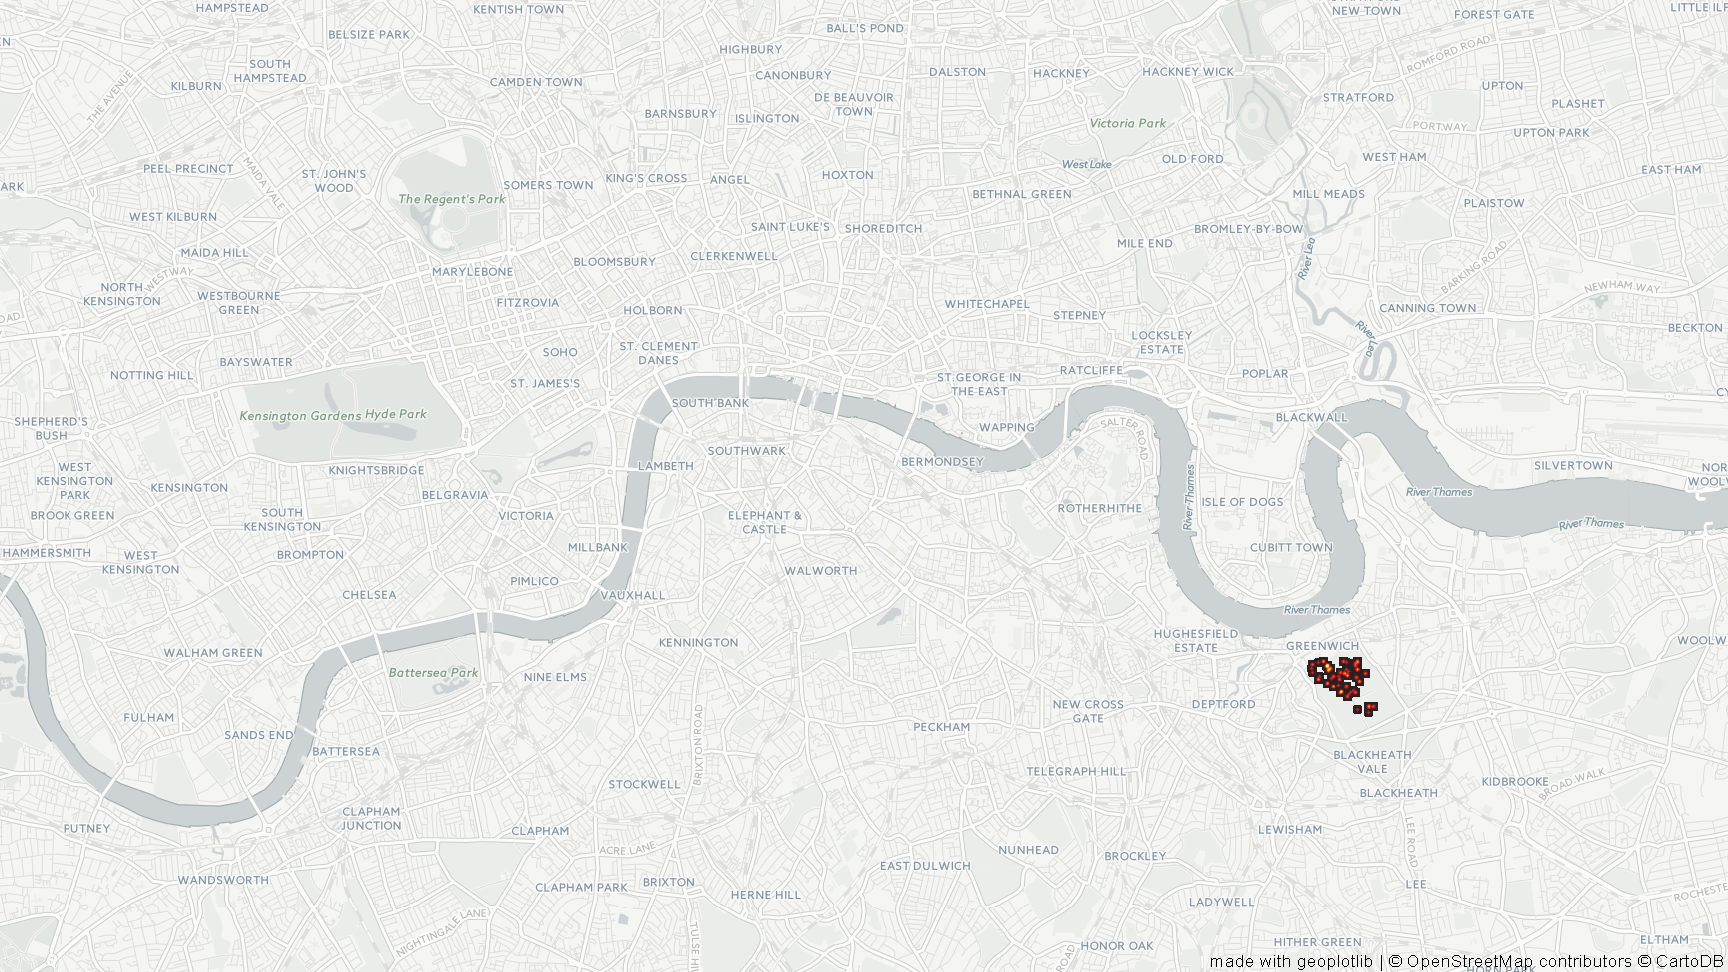 HAMPSTEAD
KENTISH TOWN
BALL'S POND
NEW TOWN
FOREST GATE
BELSIZE PARK
HIGHBURY
SOUTH
HAMPSTEAD
THE AVENUE
KILBURN
CAMDEN TOWN
CANONBURY
DALSTON
HACKNEY
HACKNEY WICK
ROMFORD ROAD
UPTON
DE BEAUVOIR
TOWN
STRATFORD
PLASHET
BARNSBURY
ISLINGTON
Victoria Park
PORTWAY
UPTON PARK
PEEL PRECINCT
MAIDA VALE
ST. JOHN'S
WOOD
SOMERS TOWN
KING'S CROSS
ANGEL
HOXTON
West Lake
OLD FORD
WEST HAM
EAST HAM
The Regent's Park
BETHNAL GREEN
MILL MEADS
PLAISTOW
WEST KILBURN
SAINT LUKE'S
SHOREDITCH
BROMLEY-BY-BOW
MILE END
MAIDA HILL
WESTWAY
MARYLEBONE
BLOOMSBURY
CLERKENWELL
River Lea
BARKING ROAD
NORTH
KENSINGTON
WESTBOURNE
GREEN
FITZROVIA
HOLBORN
WHITECHAPEL
STEPNEY
CANNING TOWN
NEWHAM WAY
BECKTON
SOHO
ST. CLEMENT
DANES
LOCKSLEY
ESTATE
River Lea
BAYSWATER
NOTTING HILL
ST. JAMES'S
ST.GEORGE IN
THE EAST
RATCLIFFE
POPLAR
SHEPHERD'S
BUSH
Kensington Gardens
Hyde Park
SOUTH BANK
WAPPING
SALTER ROAD
BLACKWALL
SOUTHWARK
BERMONDSEY
KNIGHTSBRIDGE
LAMBETH
SILVERTOWN
WEST
KENSINGTON
PARK
KENSINGTON
BELGRAVIA
River Thames
River Thames
BROOK GREEN
SOUTH
KENSINGTON
VICTORIA
ELEPHANT &
CASTLE
ROTHERHITHE
ISLE OF DOGS
River Thames
HAMMERSMITH
WEST
KENSINGTON
BROMPTON
MILLBANK
CUBITT TOWN
PIMLICO
WALWORTH
CHELSEA
VAUXHALL
River Thames
WALHAM GREEN
KENNINGTON
HUGHESFIELD
ESTATE
GREENWICH
Battersea Park
NINE ELMS
FULHAM
SANDS END
BATTERSEA
BRIXTON ROAD
PECKHAM
NEW CROSS
GATE
DEPTFORD
BLACKHEATH
VALE
STOCKWELL
TELEGRAPH HILL
BLACKHEATH
KIDBROOKE
BROAD WALK
CLAPHAM
JUNCTION
CLAPHAM
ACRE LANE
LEWISHAM
LEE ROAD
NUNHEAD
BROCKLEY
EAST DULWICH
WANDSWORTH
CLAPHAM PARK
BRIXTON
HERNE HILL
LEE
LADYWELL
NIGHTINGALE LANE
HONOR OAK
HITHER GREEN
ELTHAM
made with geoplotlib | © OpenStreetMap contributors © CartoDB